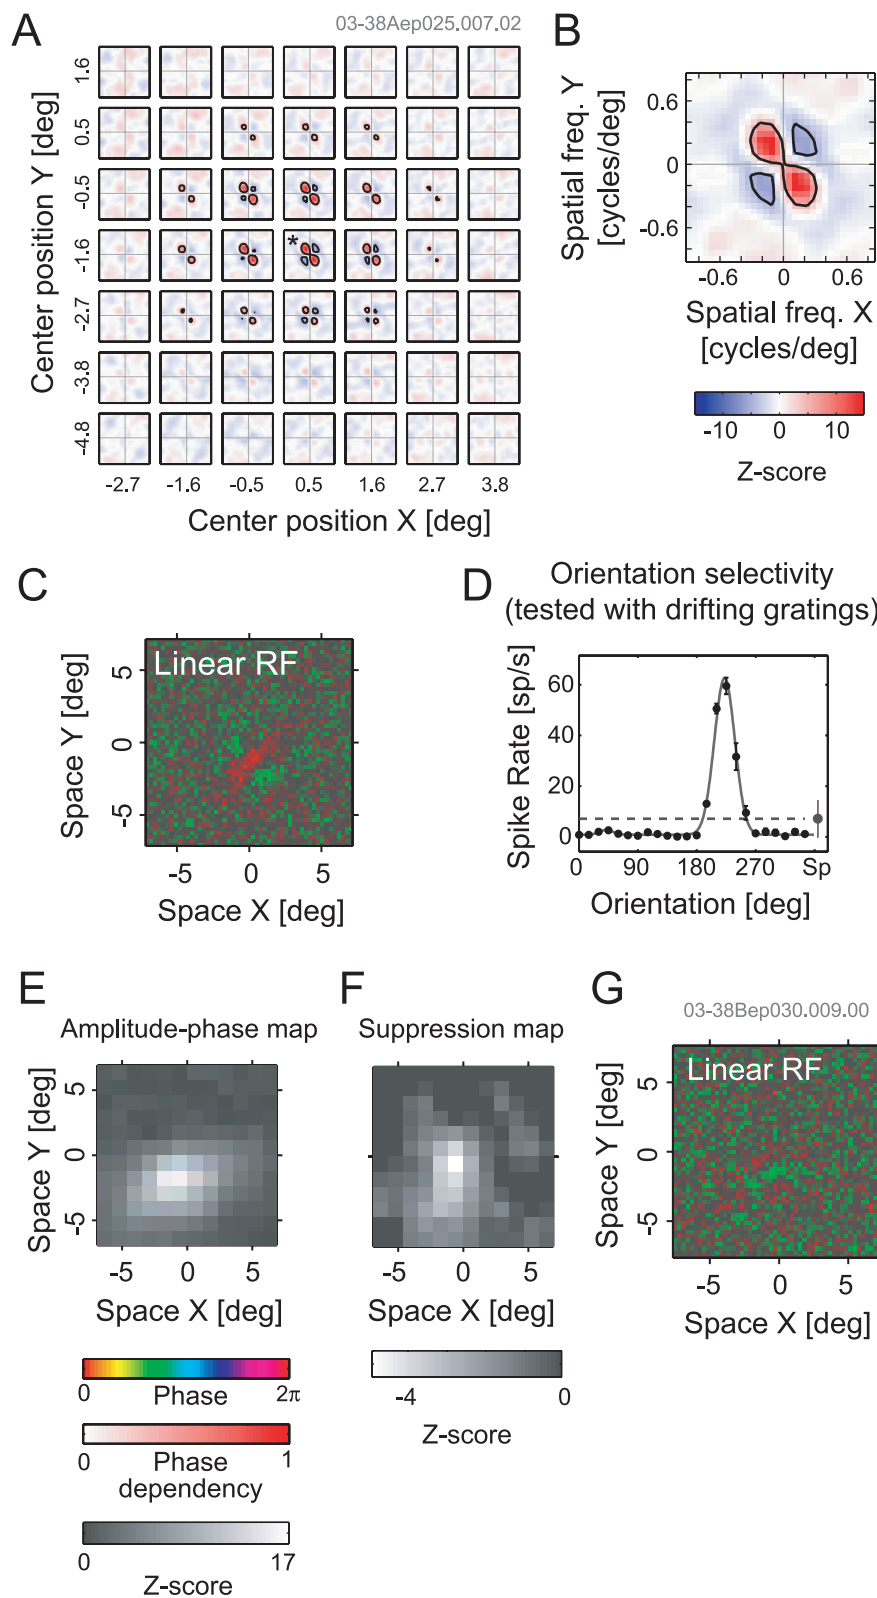 A
03-38Aep025.007.02
Center position Y [deg]
1.6
0.5
-0.5
-1.6
*
-2.7
-3.8
-4.8
-2.7 -1.6 -0.5 0.5 1.6 2.7 3.8
Center position X [deg]
B
Spatial freq. Y
[cycles/deg]
0.6
0
-0.6
-0.6 0 0.6
Spatial freq. X
[cycles/deg]
-10 0 10
Z-score
C
Linear RF
Space Y [deg]
5
0
-5
-5 0 5
Space X [deg]
D
Orientation selectivity
(tested with drifting gratings)
Spike Rate [sp/s]
60
40
20
0
0 90 180 270 Sp
Orientation [deg]
E
Amplitude-phase map
Space Y [deg]
5
0
-5
-5 0 5
Space X [deg]
0 Phase 2π
0 Phase 1
dependency
0 17
Z-score
F
Suppression map
-5 0 5
Space X [deg]
-4 0
Z-score
G
03-38Bep030.009.00
Linear RF
Space Y [deg]
5
0
-5
-5 0 5
Space X [deg]